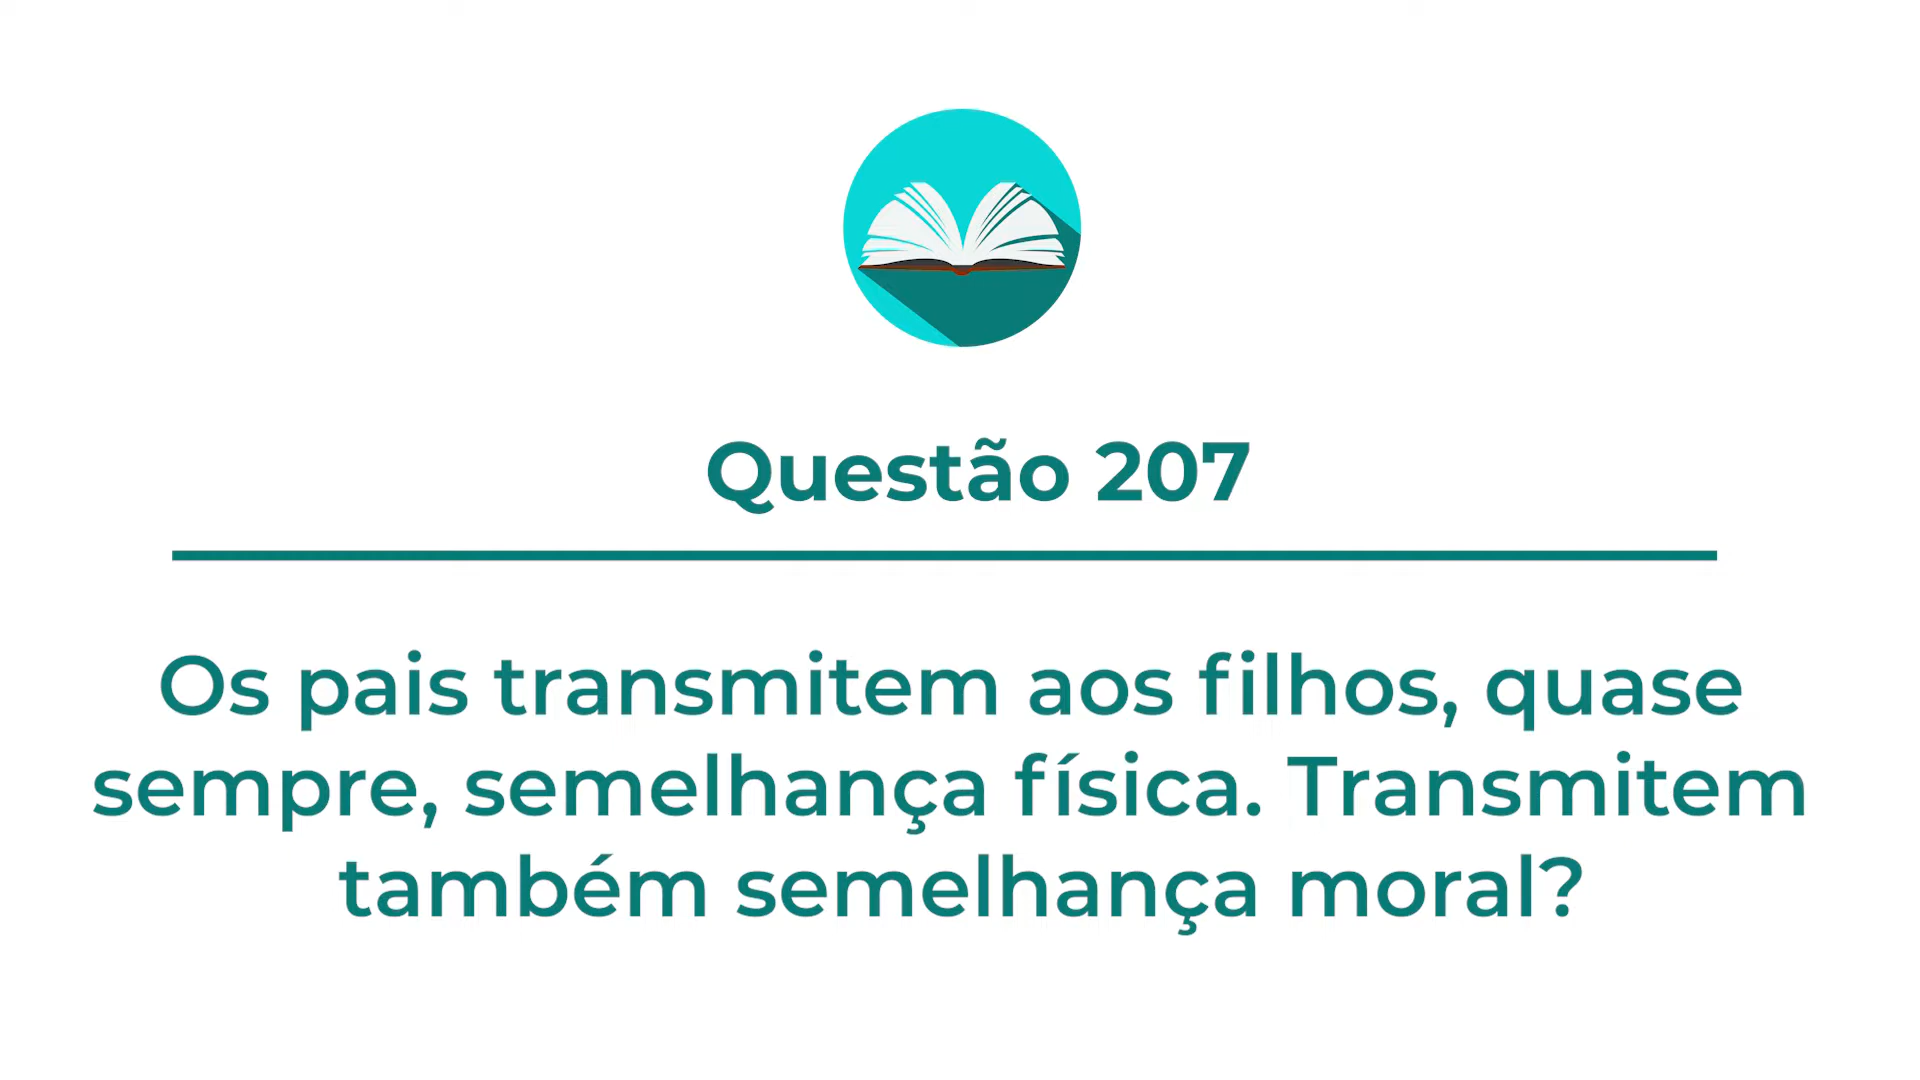 Questão 207
Os pais transmitem aos filhos, quase
sempre, semelhança física. Transmitem
também semelhança moral?